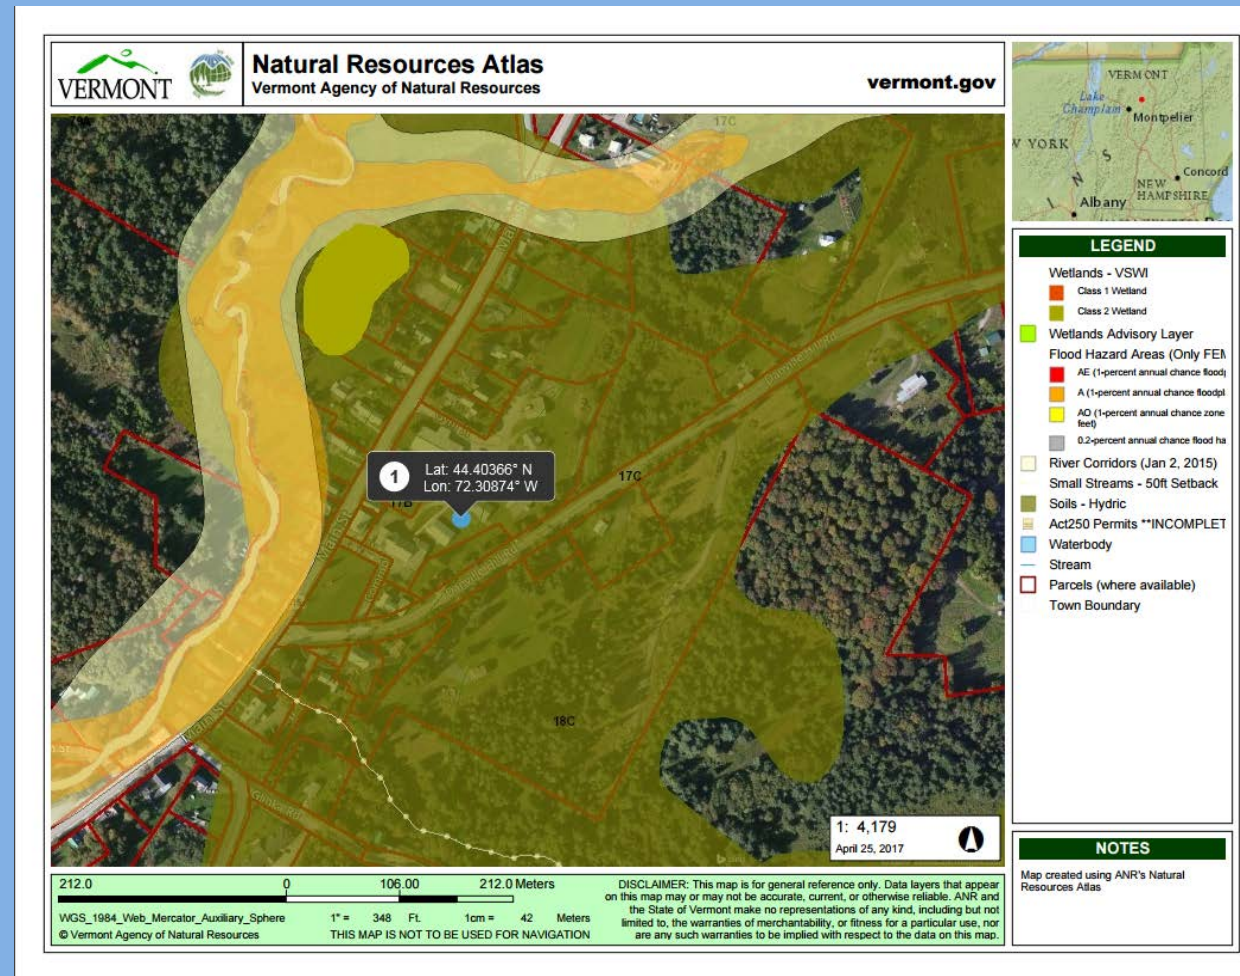 VERMONT
Natural Resources Atlas
Vermont Agency of Natural Resources
vermont.gov
VERMONT
Lake
Champlain
Montpelier
W YORK
N S
I
NEW
HAMPSHIRE
Concord
Albany
79A
17C
Main St
1
Lat: 44.40366° N
Lon: 72.30874° W
17B
17C
18C
Main St
1: 4,179
April 25, 2017
LEGEND
Wetlands - VSWI
Class 1 Wetland
Class 2 Wetland
Wetlands Advisory Layer
Flood Hazard Areas (Only FEM
AE (1-percent annual chance floodp
A (1-percent annual chance floodpl
AO (1-percent annual chance zone
feet)
0.2-percent annual chance flood ha
River Corridors (Jan 2, 2015)
Small Streams - 50ft Setback
Soils - Hydric
Act250 Permits **INCOMPLET
Waterbody
Stream
Parcels (where available)
Town Boundary
NOTES
Map created using ANR's Natural
Resources Atlas
212.0 0 106.00 212.0 Meters
WGS_1984_Web_Mercator_Auxiliary_Sphere 1" = 348 Ft. 1cm = 42 Meters
© Vermont Agency of Natural Resources THIS MAP IS NOT TO BE USED FOR NAVIGATION
DISCLAIMER: This map is for general reference only. Data layers that appear
on this map may or may not be accurate, current, or otherwise reliable. ANR and
the State of Vermont make no representations of any kind, including but not
limited to, the warranties of merchantability, or fitness for a particular use, nor
are any such warranties to be implied with respect to the data on this map.